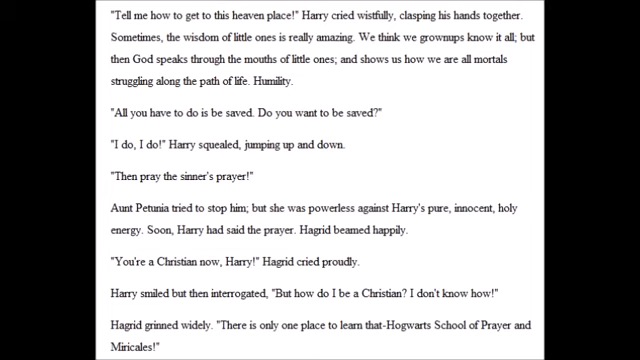 "Tell me how to get to this heaven place!" Harry cried wistfully, clasping his hands together.
Sometimes, the wisdom of little ones is really amazing. We think we grownups know it all; but
then God speaks through the mouths of little ones; and shows us how we are all mortals
struggling along the path of life. Humility.
"All you have to do is be saved. Do you want to be saved?"
"I do, I do!" Harry squealed, jumping up and down.
"Then pray the sinner's prayer!"
Aunt Petunia tried to stop him; but she was powerless against Harry's pure, innocent, holy
energy. Soon, Harry had said the prayer. Hagrid beamed happily.
"You're a Christian now, Harry!" Hagrid cried proudly.
Harry smiled but then interrogated, "But how do I be a Christian? I don't know how!"
Hagrid grinned widely. "There is only one place to learn that-Hogwarts School of Prayer and
Miricales!"